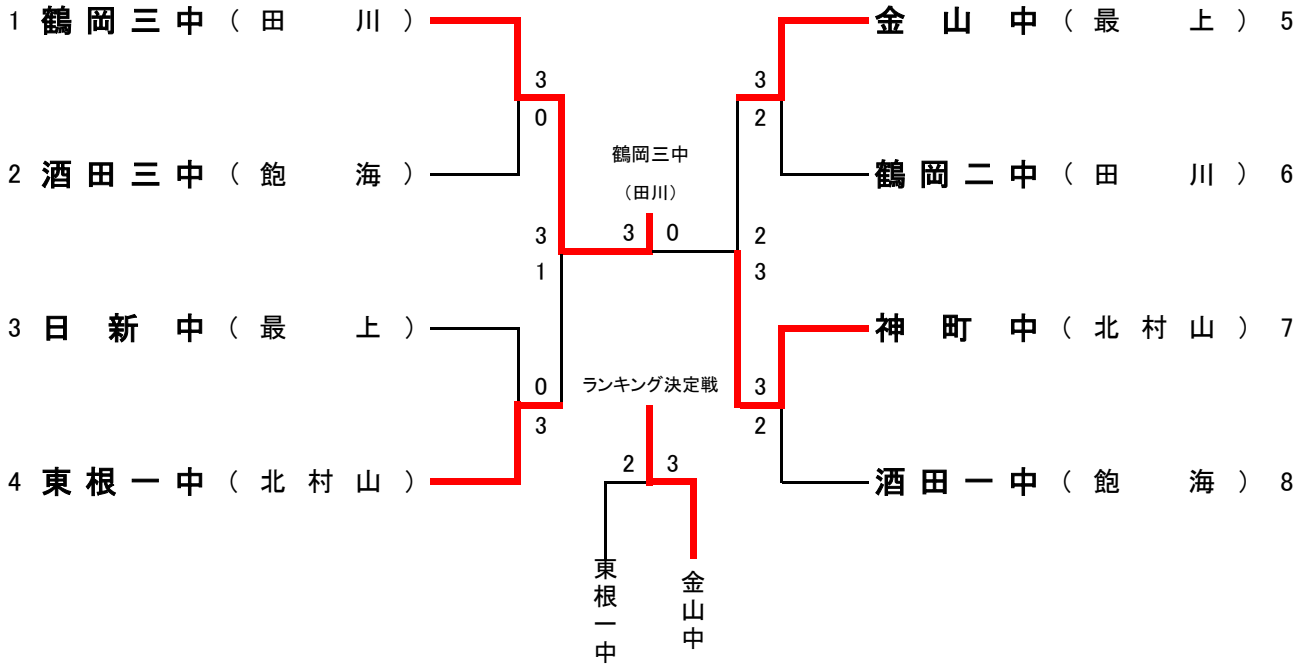 1 鶴岡三中（田川）
金山中（最上）5
3
3
0
2
鶴岡三中
2 酒田三中（飽海）
鶴岡二中（田川）6
（田川）
3
3 0
2
1
3
3 日新中（最上）
神町中（北村山）7
0
ランキング決定戦
3
3
2
2 3
4 東根一中（北村山）
酒田一中（飽海）8
東根一中
金山中